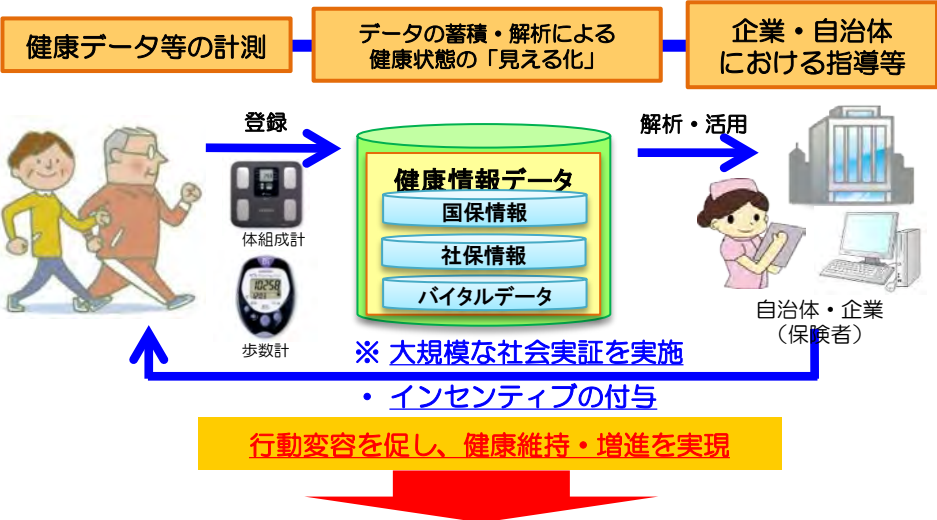 健康データ等の計測
データの蓄積・解析による
健康状態の「見える化」
企業・自治体
における指導等
登録
解析・活用
健康情報データ
国保情報
社保情報
バイタルデータ
体組成計
10258
歩数計
自治体・企業
（保険者）
※ 大規模な社会実証を実施
・ インセンティブの付与
行動変容を促し、健康維持・増進を実現